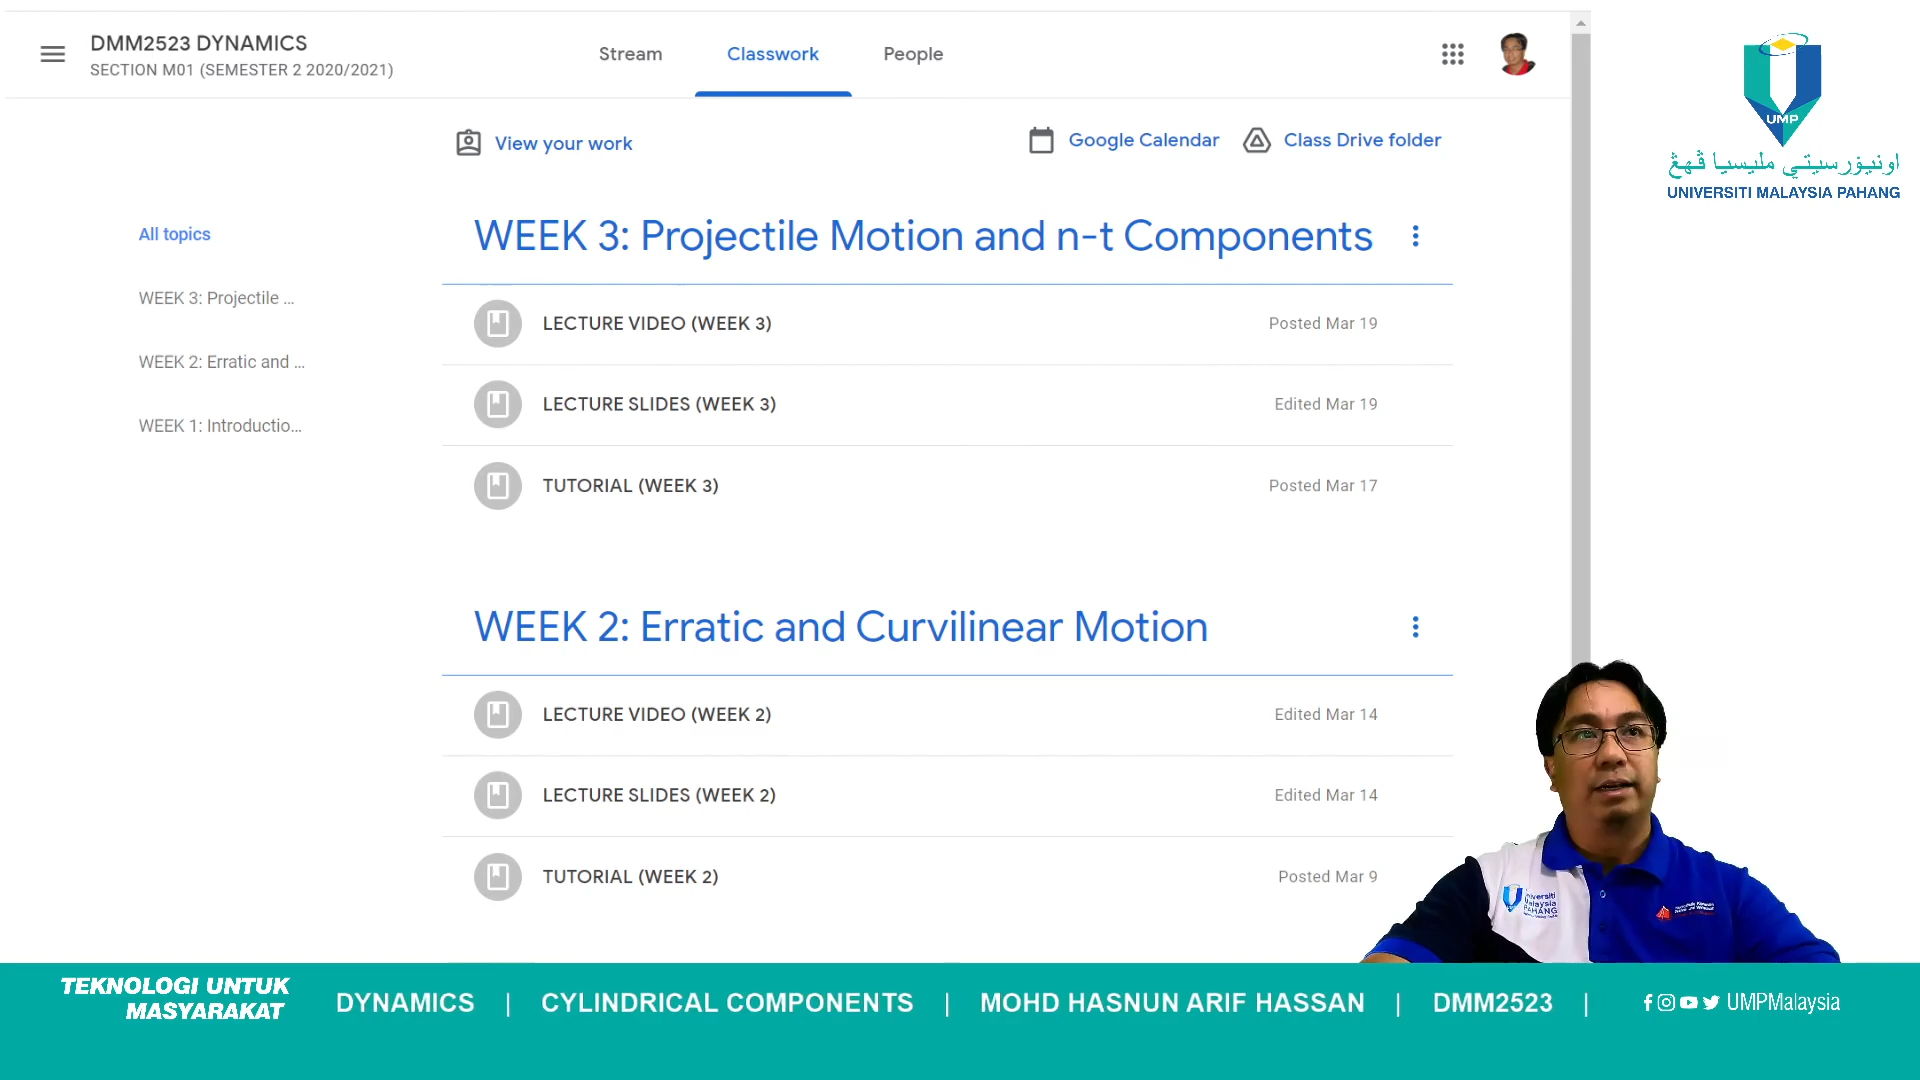 DMM2523 DYNAMICS
SECTION M01 (SEMESTER 2 2020/2021)
Stream
Classwork
People
UMP
اونيۏرسيتي مليسيا ڤهڠ
UNIVERSITI MALAYSIA PAHANG
View your work
Google Calendar
Class Drive folder
All topics
WEEK 3: Projectile ...
WEEK 2: Erratic and ...
WEEK 1: Introductio...
WEEK 3: Projectile Motion and n-t Components
LECTURE VIDEO (WEEK 3)
Posted Mar 19
LECTURE SLIDES (WEEK 3)
Edited Mar 19
TUTORIAL (WEEK 3)
Posted Mar 17
WEEK 2: Erratic and Curvilinear Motion
LECTURE VIDEO (WEEK 2)
Edited Mar 14
LECTURE SLIDES (WEEK 2)
Edited Mar 14
TUTORIAL (WEEK 2)
Posted Mar 9
Universiti
Malaysia
PAHANG
TEKNOLOGI UNTUK
MASYARAKAT
DYNAMICS | CYLINDRICAL COMPONENTS | MOHD HASNUN ARIF HASSAN | DMM2523 |
UMPMalaysia